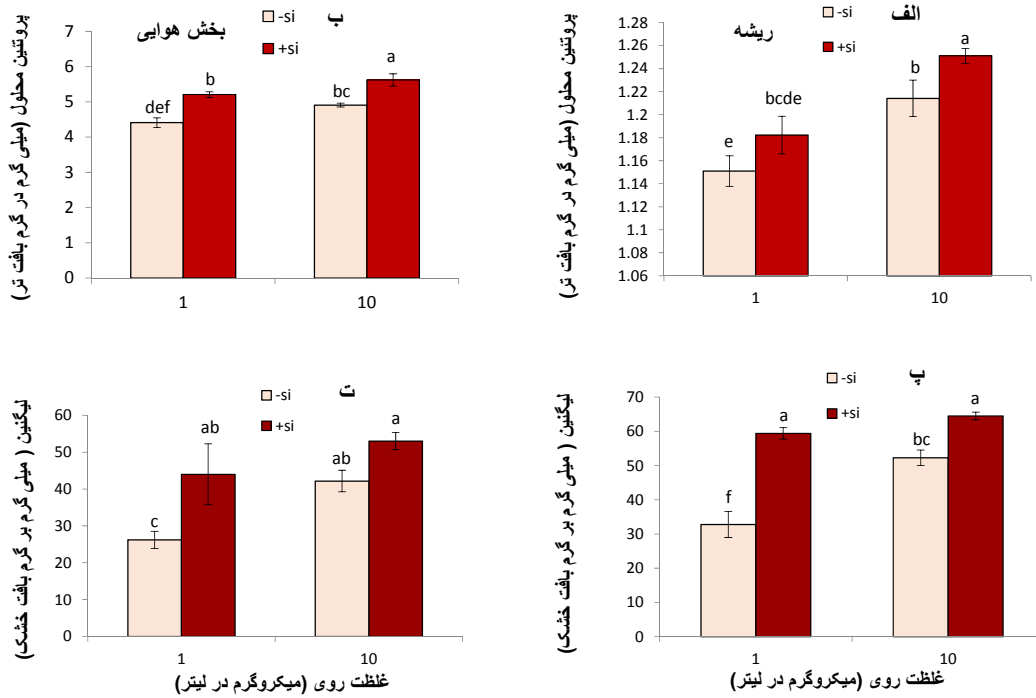 ب
بخش هوایی
-si
+si
پروتئین محلول (میلی گرم در گرم بافت تر)
7
6
5
4
3
2
1
0
def
b
bc
a
1
10
الف
ریشه
-si
+si
پروتئین محلول (میلی گرم در گرم بافت تر)
1.28
1.26
1.24
1.22
1.2
1.18
1.16
1.14
1.12
1.1
1.08
1.06
e
bcde
b
a
1
10
ت
-si
+si
لیگنین ( میلی گرم بر گرم بافت خشک)
60
50
40
30
20
10
0
c
ab
ab
a
1
10
غلظت روی (میکروگرم در لیتر)
پ
-si
+si
لیگنین ( میلی گرم بر گرم بافت خشک)
70
60
50
40
30
20
10
0
f
a
bc
a
1
10
غلظت روی (میکروگرم در لیتر)